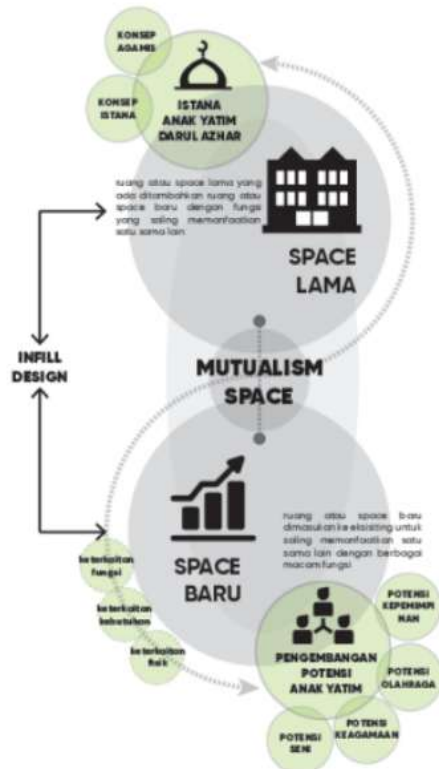 KONSEP
AGAMIS
KONSEP
ISTANA
ISTANA
ANAK YATIM
DARUL AZHAR
ruang atau space lama yang
ada ditambahkan ruang atau
space baru dengan fungsi
yang saling memanfaatkan
satu sama lain
SPACE
LAMA
INFILL
DESIGN
MUTUALISM
SPACE
SPACE
BARU
ruang atau space baru
dimasukan ke eksisiting untuk
saling memanfaatkan satu
sama lain dengan berbagai
macam fungsi
keterkaitan
fungsi
keterkaitan
kebutuhan
keterkaitan
fisik
PENGEMBANGAN
POTENSI
ANAK YATIM
POTENSI
KEPEMIMPI
NAN
POTENSI
OLAHRAGA
POTENSI
KEAGAMAAN
POTENSI
SENI